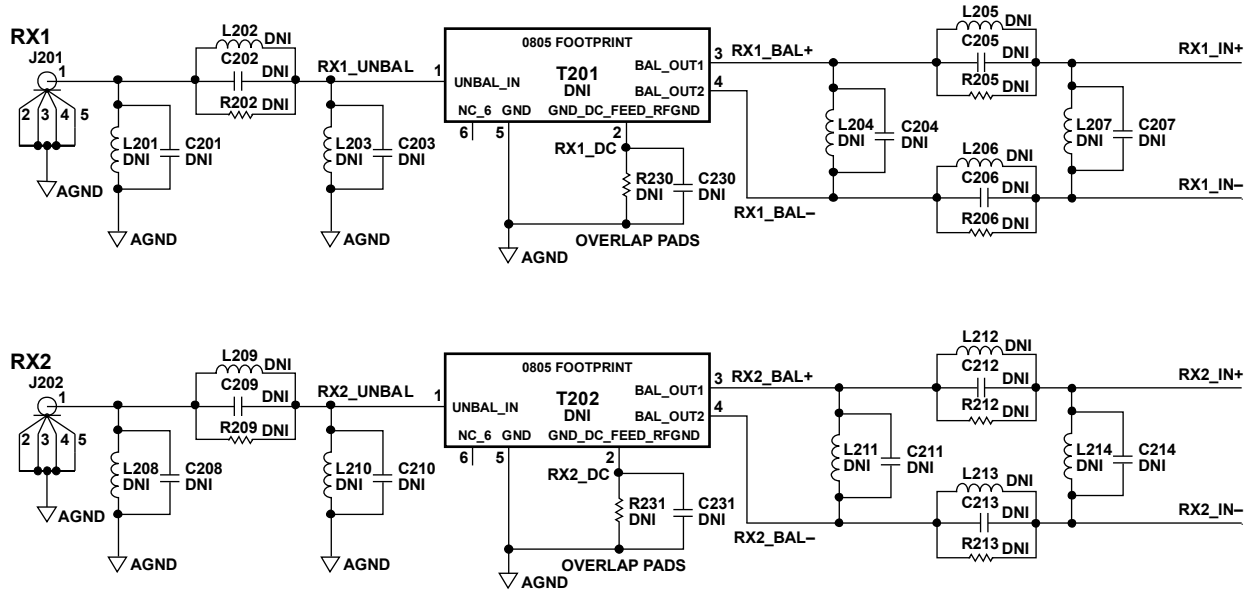 RX1
J201
1
2 3 4 5
AGND
L201
DNI
C201
DNI
AGND
L202
DNI
C202
DNI
R202 DNI
RX1_UNBAL
L203
DNI
C203
DNI
AGND
0805 FOOTPRINT
1
UNBAL_IN
T201
DNI
BAL_OUT1
BAL_OUT2
NC_6 GND GND_DC_FEED_RFGND
6
5
2
3
4
RX1_DC
R230
DNI
C230
DNI
OVERLAP PADS
AGND
RX1_BAL+
RX1_BAL–
L204
DNI
C204
DNI
L205
DNI
C205
DNI
R205 DNI
L206
DNI
C206
DNI
R206 DNI
L207
DNI
C207
DNI
RX1_IN+
RX1_IN–
RX2
J202
1
2 3 4 5
AGND
L208
DNI
C208
DNI
AGND
L209
DNI
C209
DNI
R209 DNI
RX2_UNBAL
L210
DNI
C210
DNI
AGND
0805 FOOTPRINT
1
UNBAL_IN
T202
DNI
BAL_OUT1
BAL_OUT2
NC_6 GND GND_DC_FEED_RFGND
6
5
2
3
4
RX2_DC
R231
DNI
C231
DNI
OVERLAP PADS
AGND
RX2_BAL+
RX2_BAL–
L211
DNI
C211
DNI
L212
DNI
C212
DNI
R212 DNI
L213
DNI
C213
DNI
R213 DNI
L214
DNI
C214
DNI
RX2_IN+
RX2_IN–